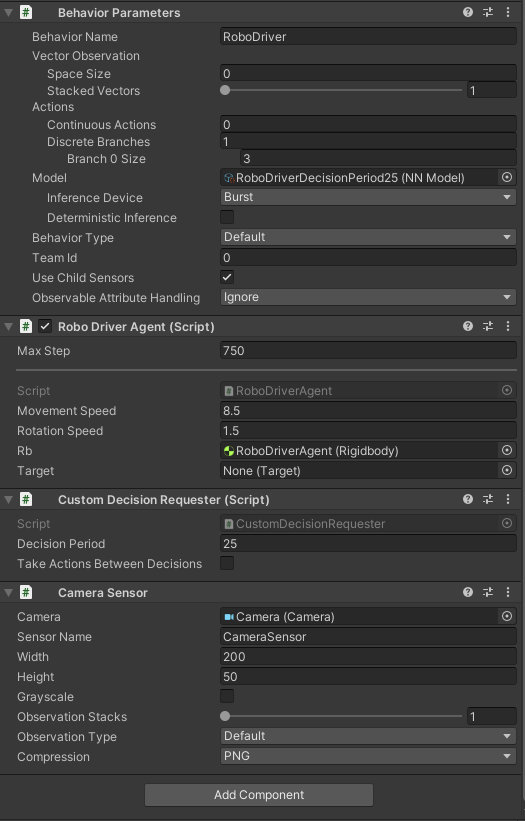 Behavior Parameters
Behavior Name RoboDriver
Vector Observation
Space Size 0
Stacked Vectors 1
Actions
Continuous Actions 0
Discrete Branches 1
Branch 0 Size 3
Model RoboDriverDecisionPeriod25 (NN Model)
Inference Device Burst
Deterministic Inference
Behavior Type Default
Team Id 0
Use Child Sensors
Observable Attribute Handling Ignore
Robo Driver Agent (Script)
Max Step 750
Script RoboDriverAgent
Movement Speed 8.5
Rotation Speed 1.5
Rb RoboDriverAgent (Rigidbody)
Target None (Target)
Custom Decision Requester (Script)
Script CustomDecisionRequester
Decision Period 25
Take Actions Between Decisions
Camera Sensor
Camera Camera (Camera)
Sensor Name CameraSensor
Width 200
Height 50
Grayscale
Observation Stacks 1
Observation Type Default
Compression PNG
Add Component